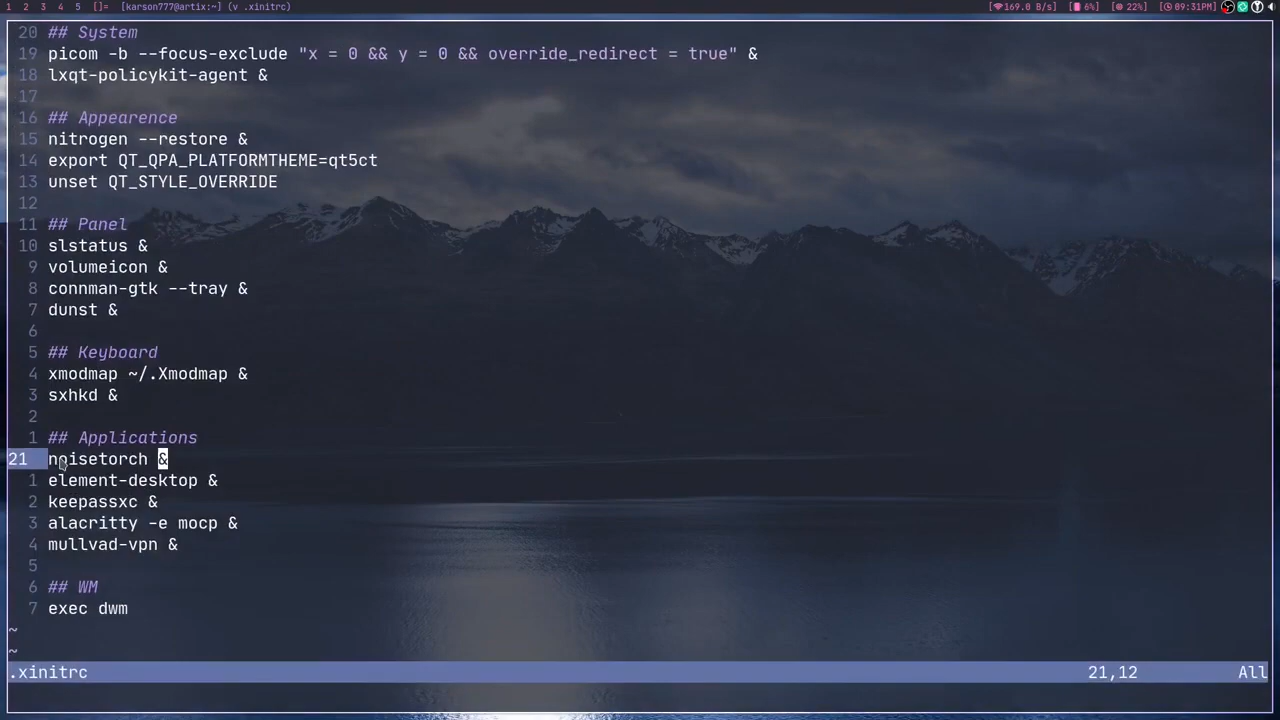 1 2 3 4 5 []= [karson777@artix:~] (v .xinitrc) [169.0 B/s] [6%] [22%] [09:31PM]
20 ## System
19 picom -b --focus-exclude "x = 0 && y = 0 && override_redirect = true" &
18 lxqt-policykit-agent &
17
16 ## Appearence
15 nitrogen --restore &
14 export QT_QPA_PLATFORMTHEME=qt5ct
13 unset QT_STYLE_OVERRIDE
12
11 ## Panel
10 slstatus &
9 volumeicon &
8 connman-gtk --tray &
7 dunst &
6
5 ## Keyboard
4 xmodmap ~/.Xmodmap &
3 sxhkd &
2
1 ## Applications
21 noisetorch &
1 element-desktop &
2 keepassxc &
3 alacritty -e mocp &
4 mullvad-vpn &
5
6 ## WM
7 exec dwm
~
~
.xinitrc 21,12 All